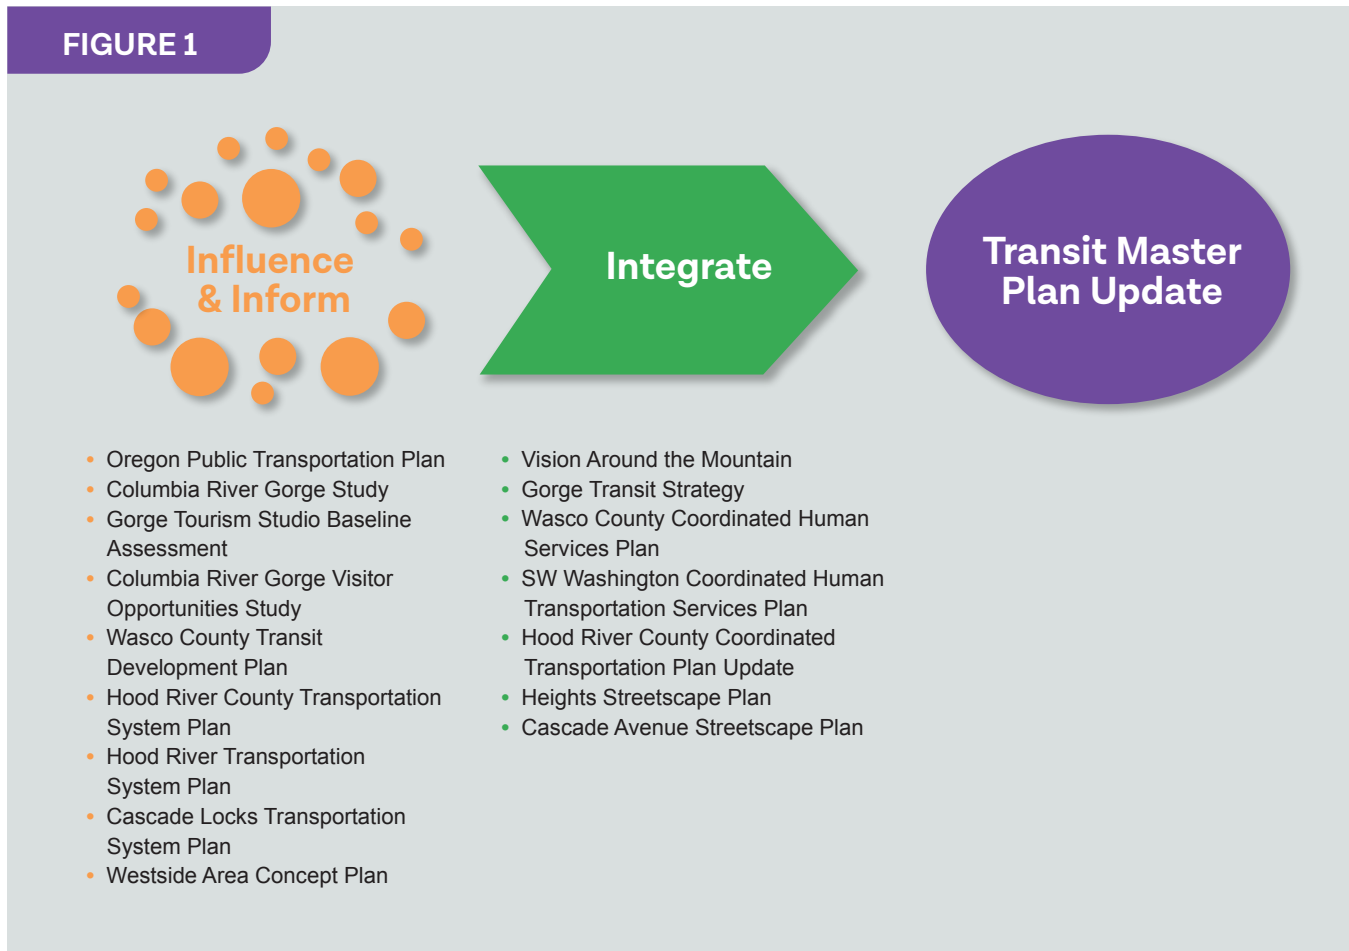 FIGURE 1
Influence
& Inform
Integrate
Transit Master
Plan Update
• Oregon Public Transportation Plan
• Columbia River Gorge Study
• Gorge Tourism Studio Baseline
Assessment
• Columbia River Gorge Visitor
Opportunities Study
• Wasco County Transit
Development Plan
• Hood River County Transportation
System Plan
• Hood River Transportation
System Plan
• Cascade Locks Transportation
System Plan
• Westside Area Concept Plan
• Vision Around the Mountain
• Gorge Transit Strategy
• Wasco County Coordinated Human
Services Plan
• SW Washington Coordinated Human
Transportation Services Plan
• Hood River County Coordinated
Transportation Plan Update
• Heights Streetscape Plan
• Cascade Avenue Streetscape Plan